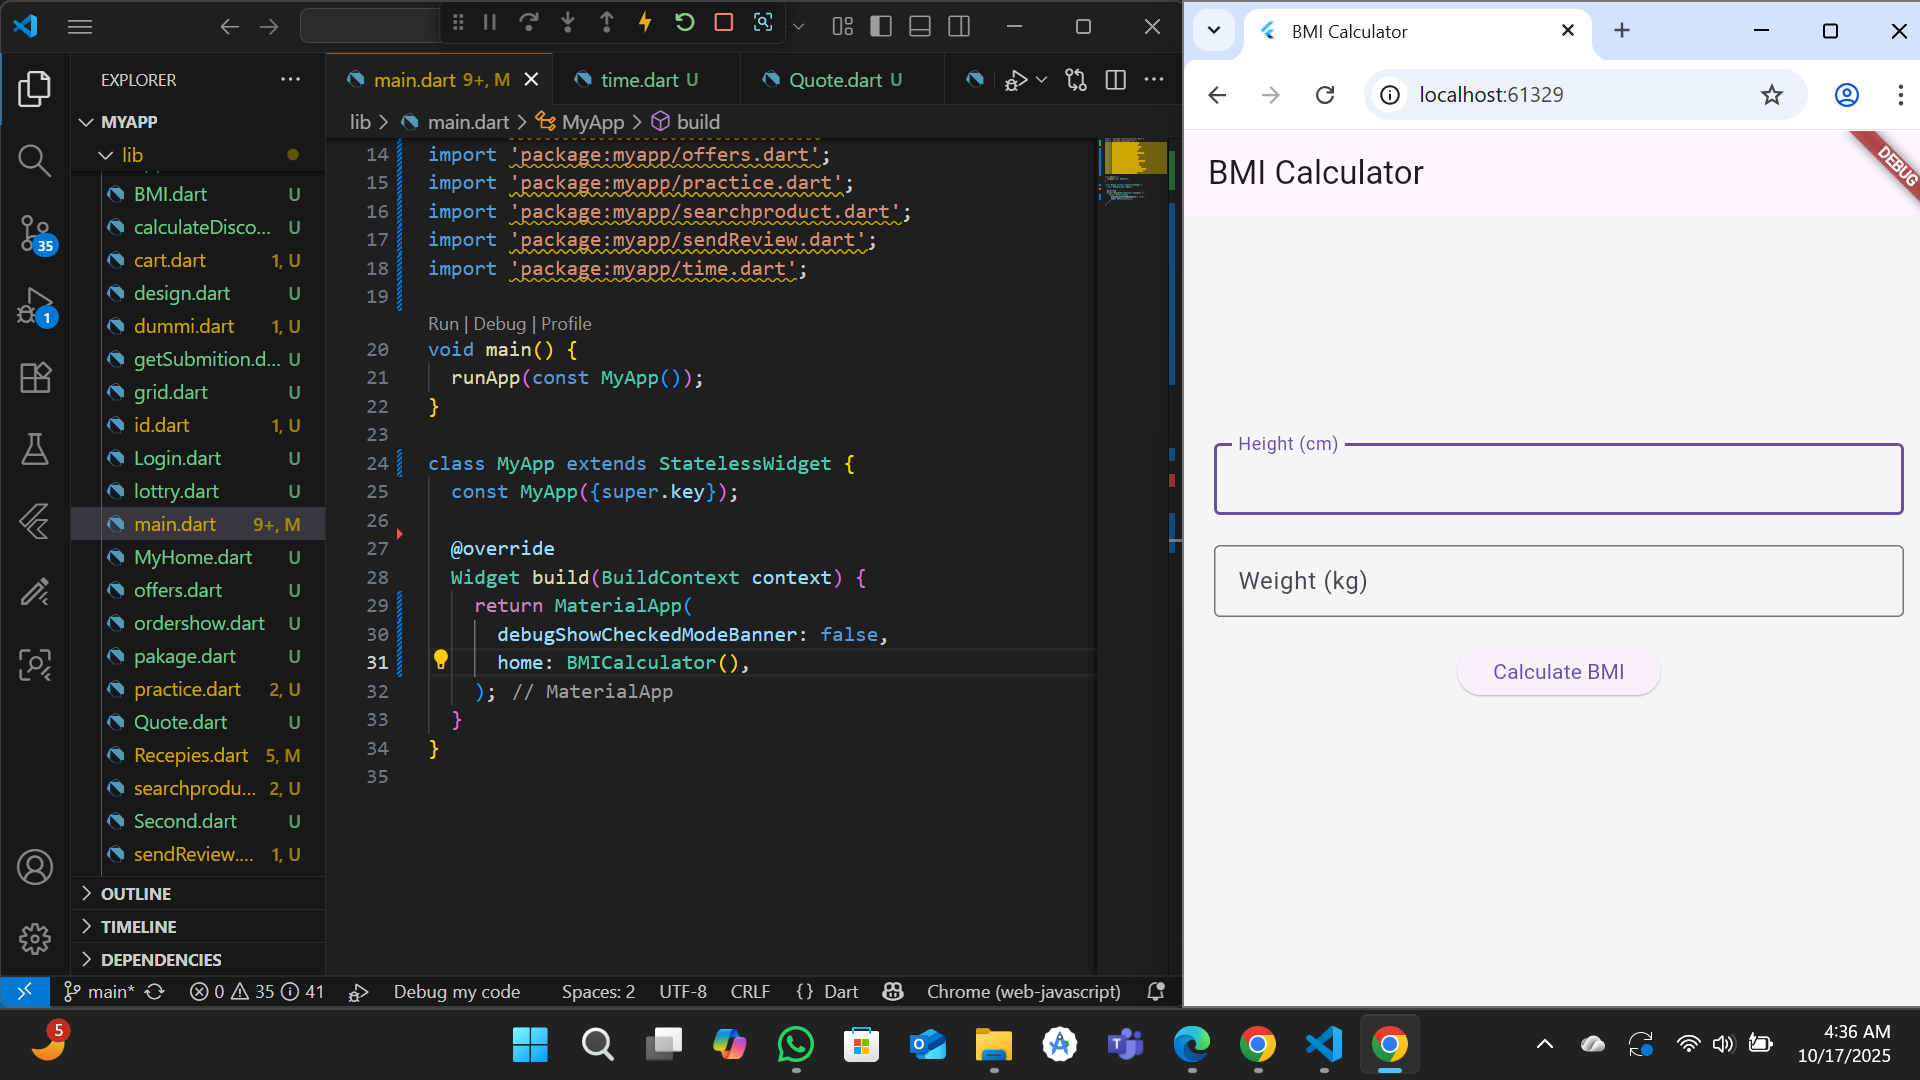 EXPLORER
MYAPP
lib
BMI.dart U
calculateDisco... U
cart.dart 1, U
design.dart U
dummi.dart 1, U
getSubmition.d... U
grid.dart U
id.dart 1, U
Login.dart U
lottry.dart U
main.dart 9+, M
MyHome.dart U
offers.dart U
ordershow.dart U
pakage.dart U
practice.dart 2, U
Quote.dart U
Recepies.dart 5, M
searchprodu... 2, U
Second.dart U
sendReview.... 1, U
OUTLINE
TIMELINE
DEPENDENCIES
35
1
main.dart 9+, M
time.dart U
Quote.dart U
lib > main.dart > MyApp > build
14 import 'package:myapp/offers.dart';
15 import 'package:myapp/practice.dart';
16 import 'package:myapp/searchproduct.dart';
17 import 'package:myapp/sendReview.dart';
18 import 'package:myapp/time.dart';
19
Run | Debug | Profile
20 void main() {
21 runApp(const MyApp());
22 }
23
24 class MyApp extends StatelessWidget {
25 const MyApp({super.key});
26
27 @override
28 Widget build(BuildContext context) {
29 return MaterialApp(
30 debugShowCheckedModeBanner: false,
31 home: BMICalculator(),
32 ); // MaterialApp
33 }
34 }
35
main* 0 35 41 Debug my code Spaces: 2 UTF-8 CRLF {} Dart Chrome (web-javascript)
BMI Calculator
localhost:61329
BMI Calculator
DEBUG
Height (cm)
Weight (kg)
Calculate BMI
5
4:36 AM
10/17/2025